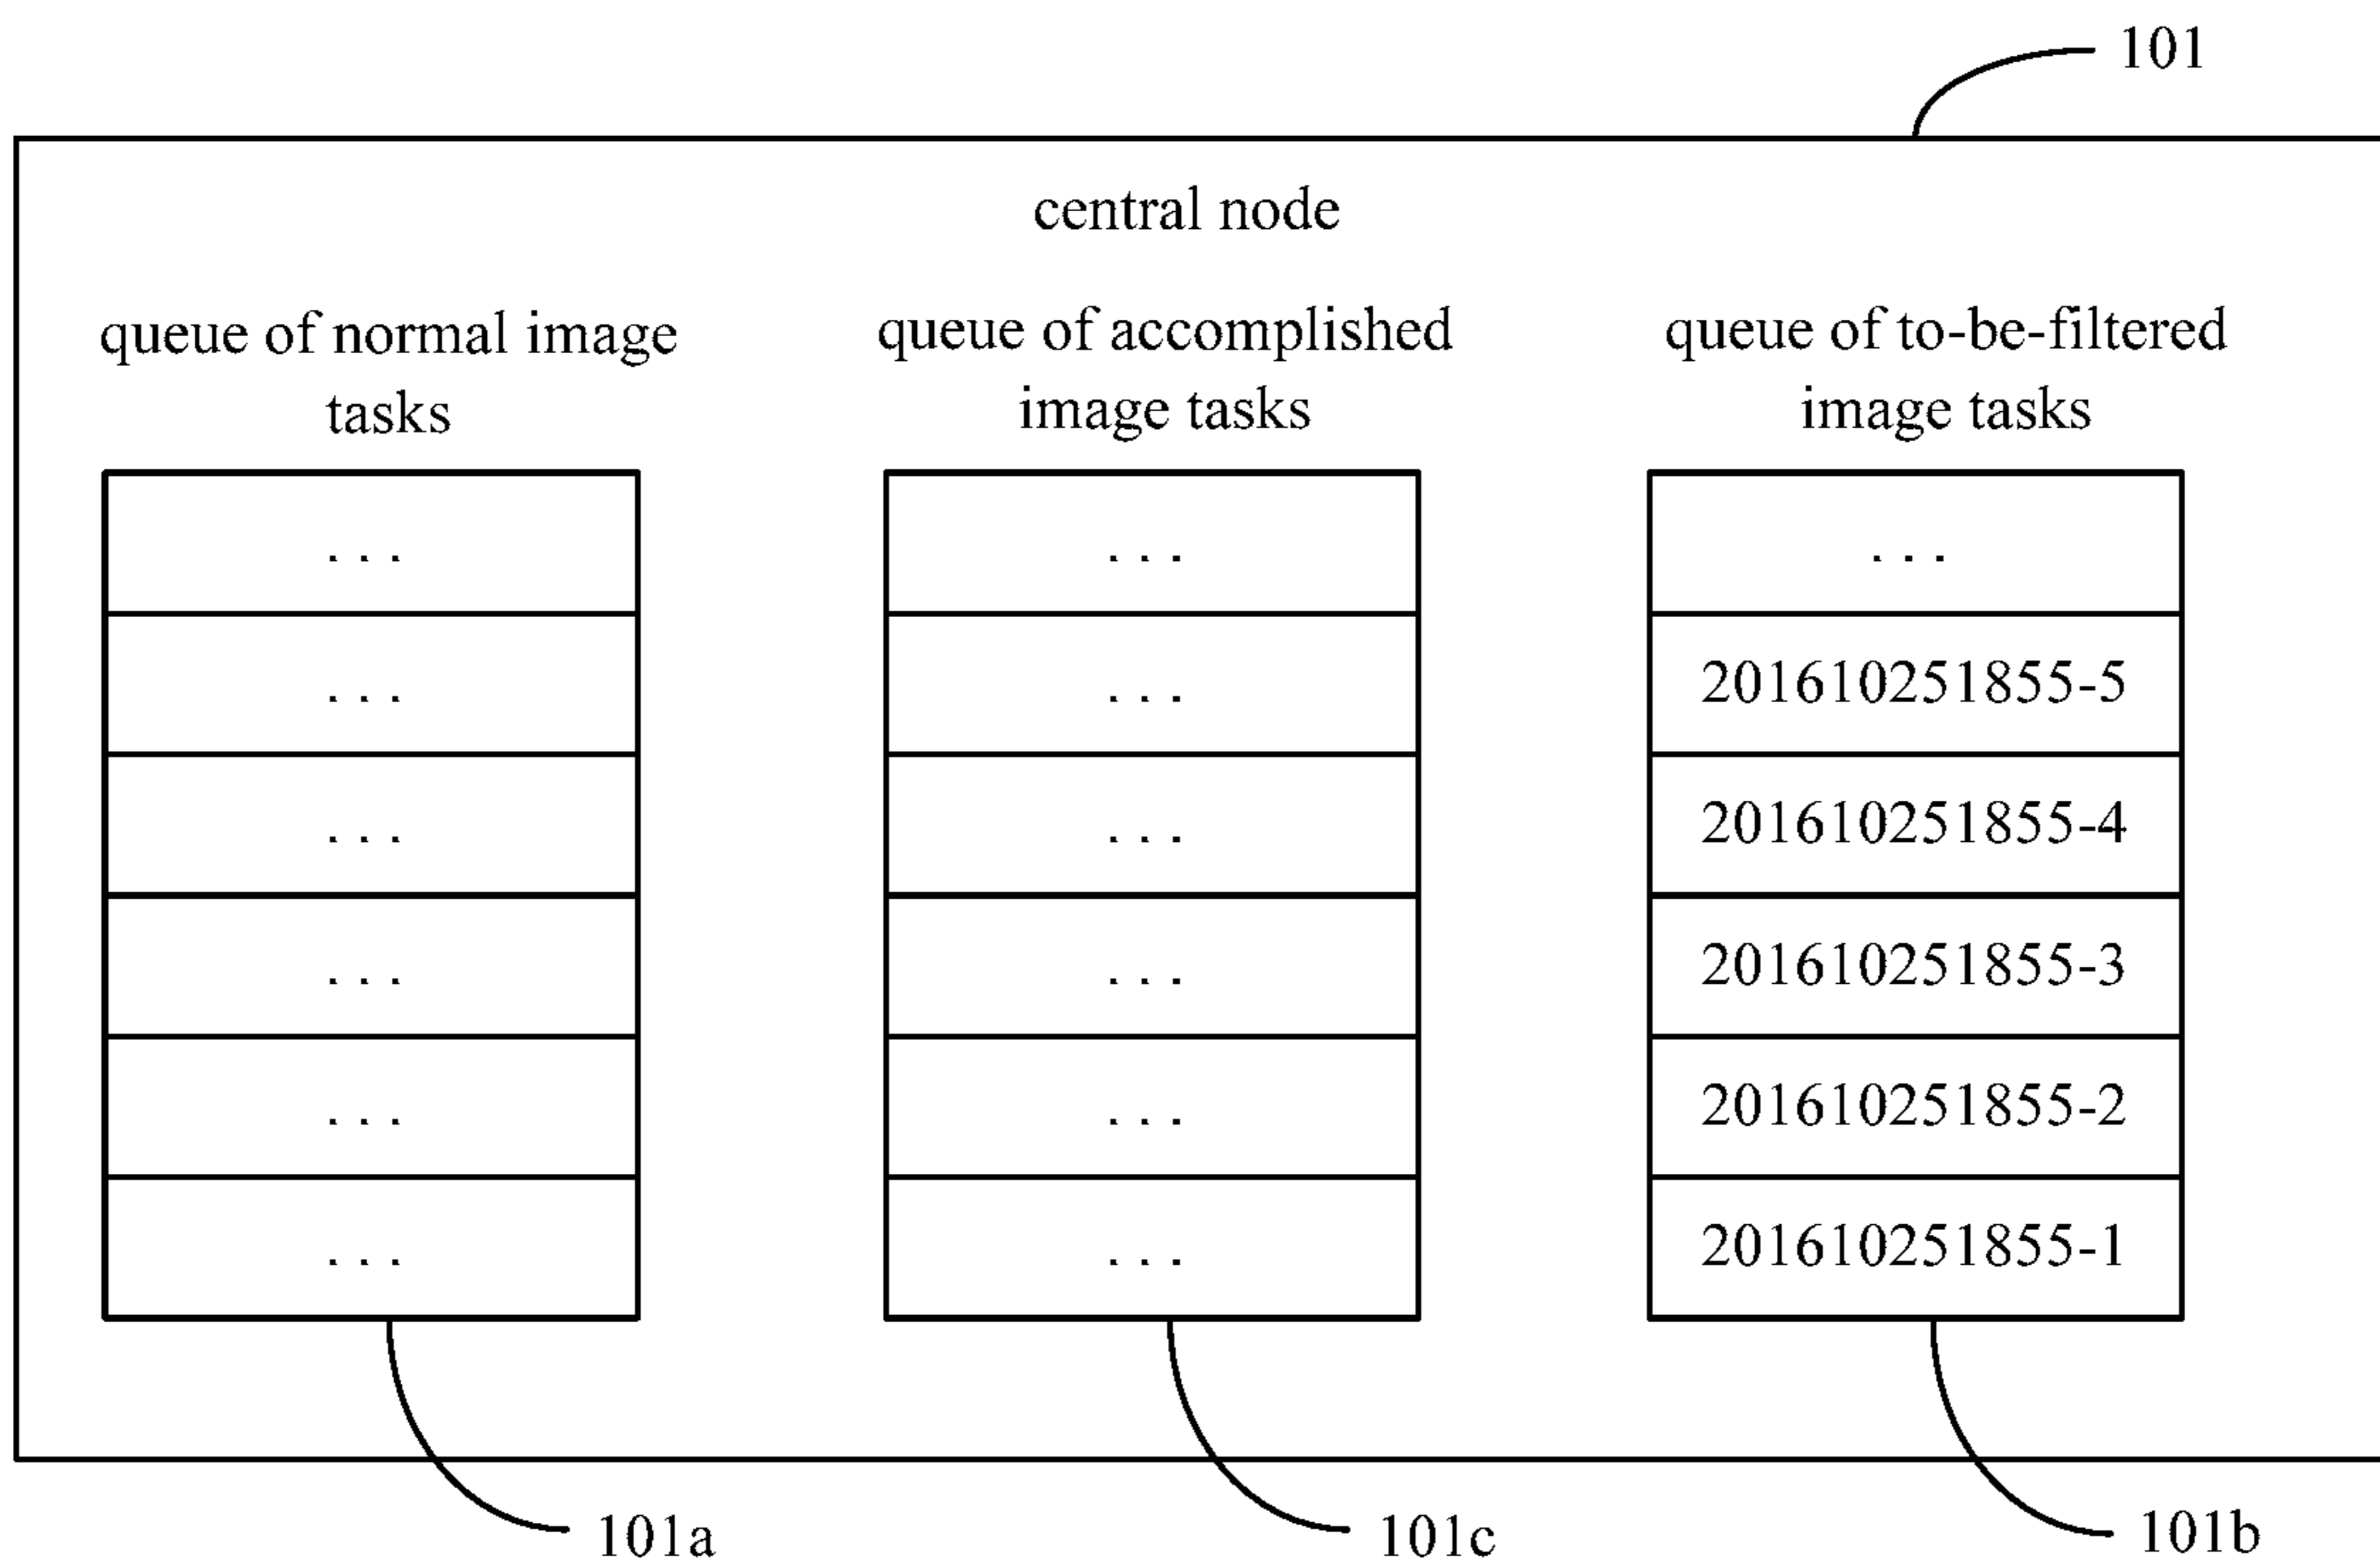 101
central node
queue of normal image
tasks
queue of accomplished
image tasks
queue of to-be-filtered
image tasks
. . .
. . .
. . .
. . .
. . .
. . .
. . .
. . .
. . .
. . .
. . .
. . .
. . .
201610251855-5
201610251855-4
201610251855-3
201610251855-2
201610251855-1
101a
101c
101b